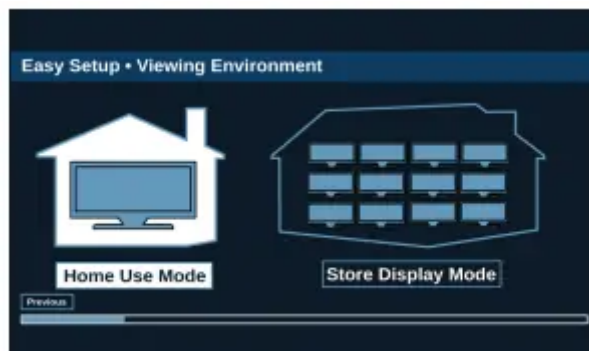 Easy Setup • Viewing Environment
Home Use Mode
Store Display Mode
Previous